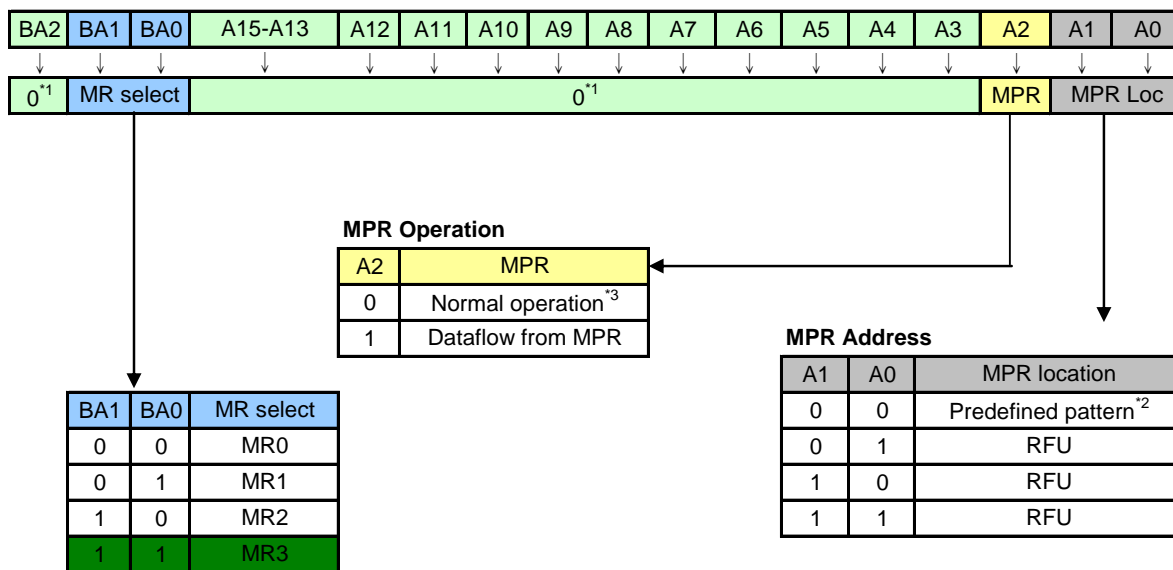 BA2 BA1 BA0 A15-A13 A12 A11 A10 A9 A8 A7 A6 A5 A4 A3 A2 A1 A0
0*1 MR select 0*1 MPR MPR Loc
MPR Operation
A2 MPR
0 Normal operation*3
1 Dataflow from MPR
MPR Address
A1 A0 MPR location
0 0 Predefined pattern*2
0 1 RFU
1 0 RFU
1 1 RFU
BA1 BA0 MR select
0 0 MR0
0 1 MR1
1 0 MR2
1 1 MR3